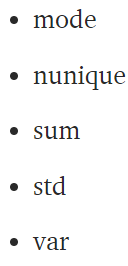 • mode
• nunique
• sum
• std
• var